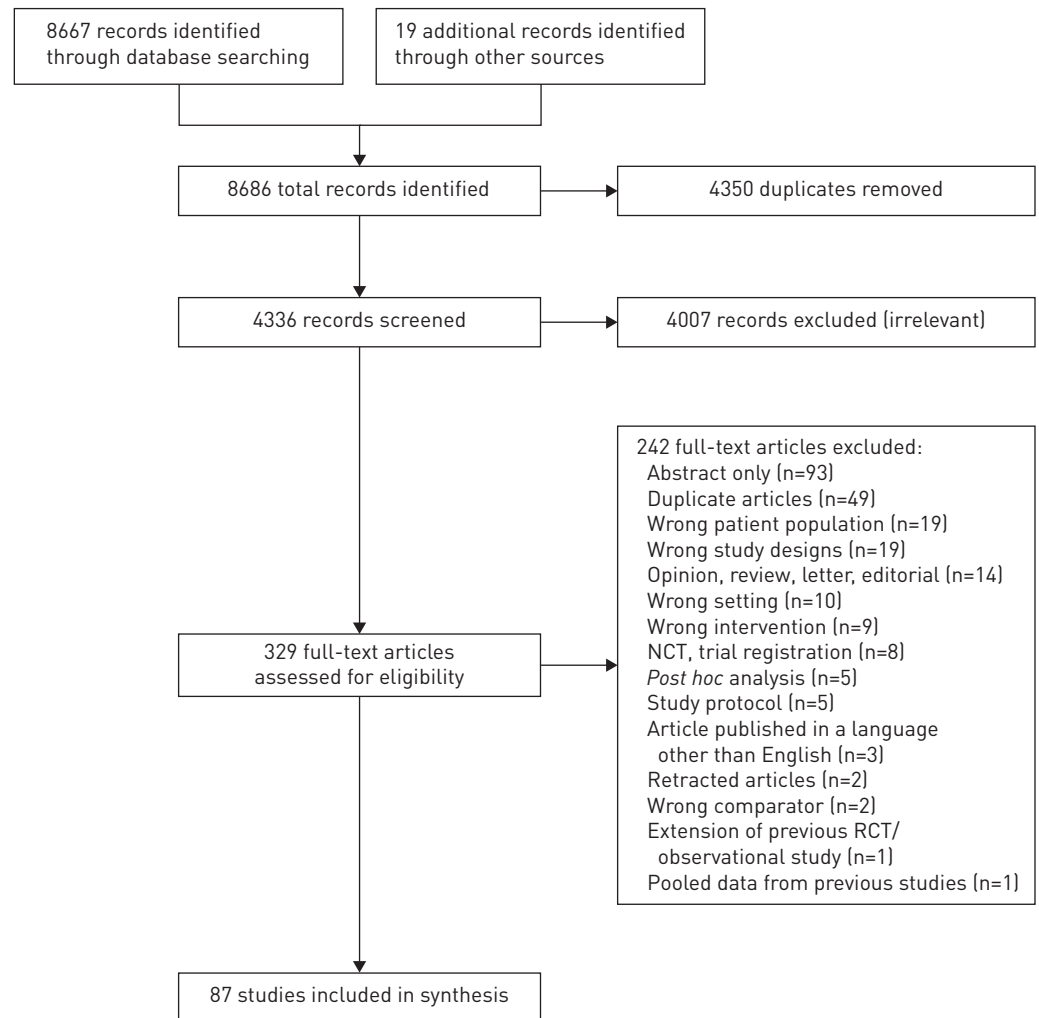 8667 records identified
through database searching
19 additional records identified
through other sources
8686 total records identified
4350 duplicates removed
4336 records screened
4007 records excluded (irrelevant)
329 full-text articles
assessed for eligibility
242 full-text articles excluded:
Abstract only (n=93)
Duplicate articles (n=49)
Wrong patient population (n=19)
Wrong study designs (n=19)
Opinion, review, letter, editorial (n=14)
Wrong setting (n=10)
Wrong intervention (n=9)
NCT, trial registration (n=8)
Post hoc analysis (n=5)
Study protocol (n=5)
Article published in a language
other than English (n=3)
Retracted articles (n=2)
Wrong comparator (n=2)
Extension of previous RCT/
observational study (n=1)
Pooled data from previous studies (n=1)
87 studies included in synthesis